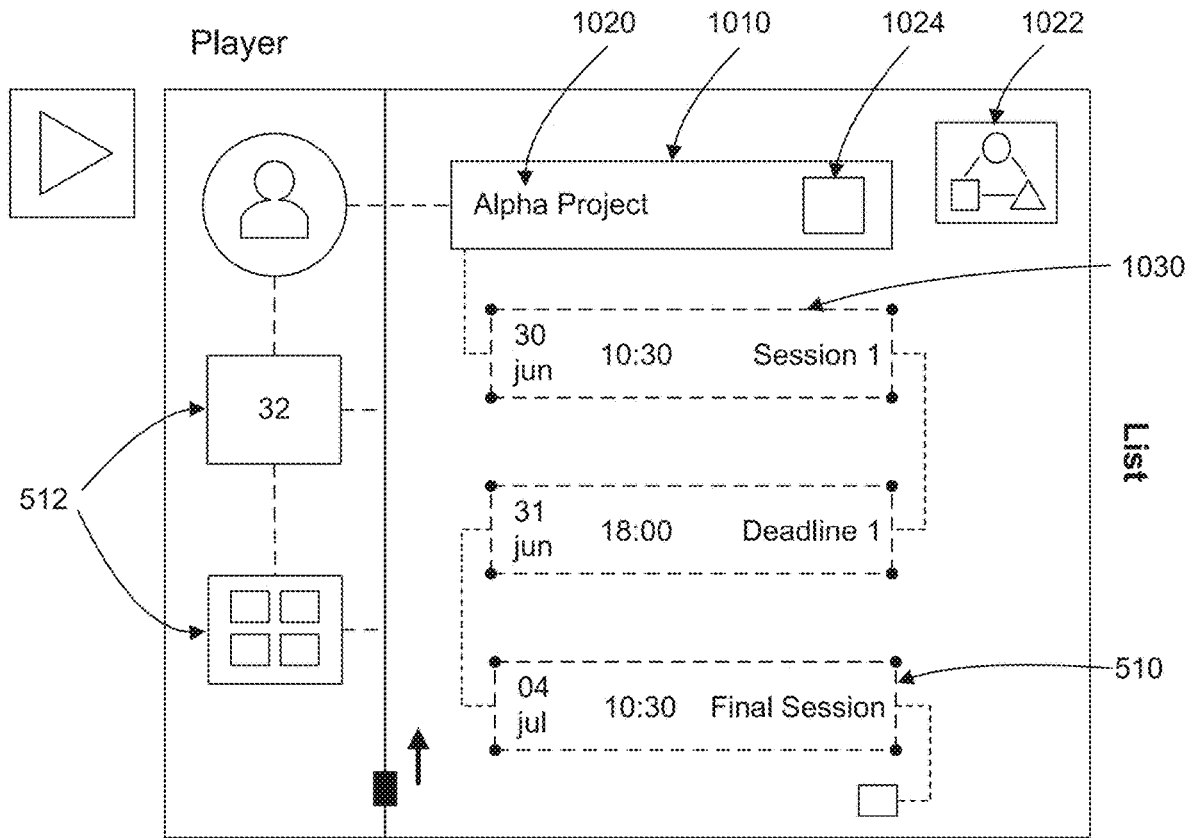 1020
1010
1024
1022
Player
Alpha Project
1030
30
jun
10:30
Session 1
32
List
512
31
jun
18:00
Deadline 1
510
04
jul
10:30
Final Session